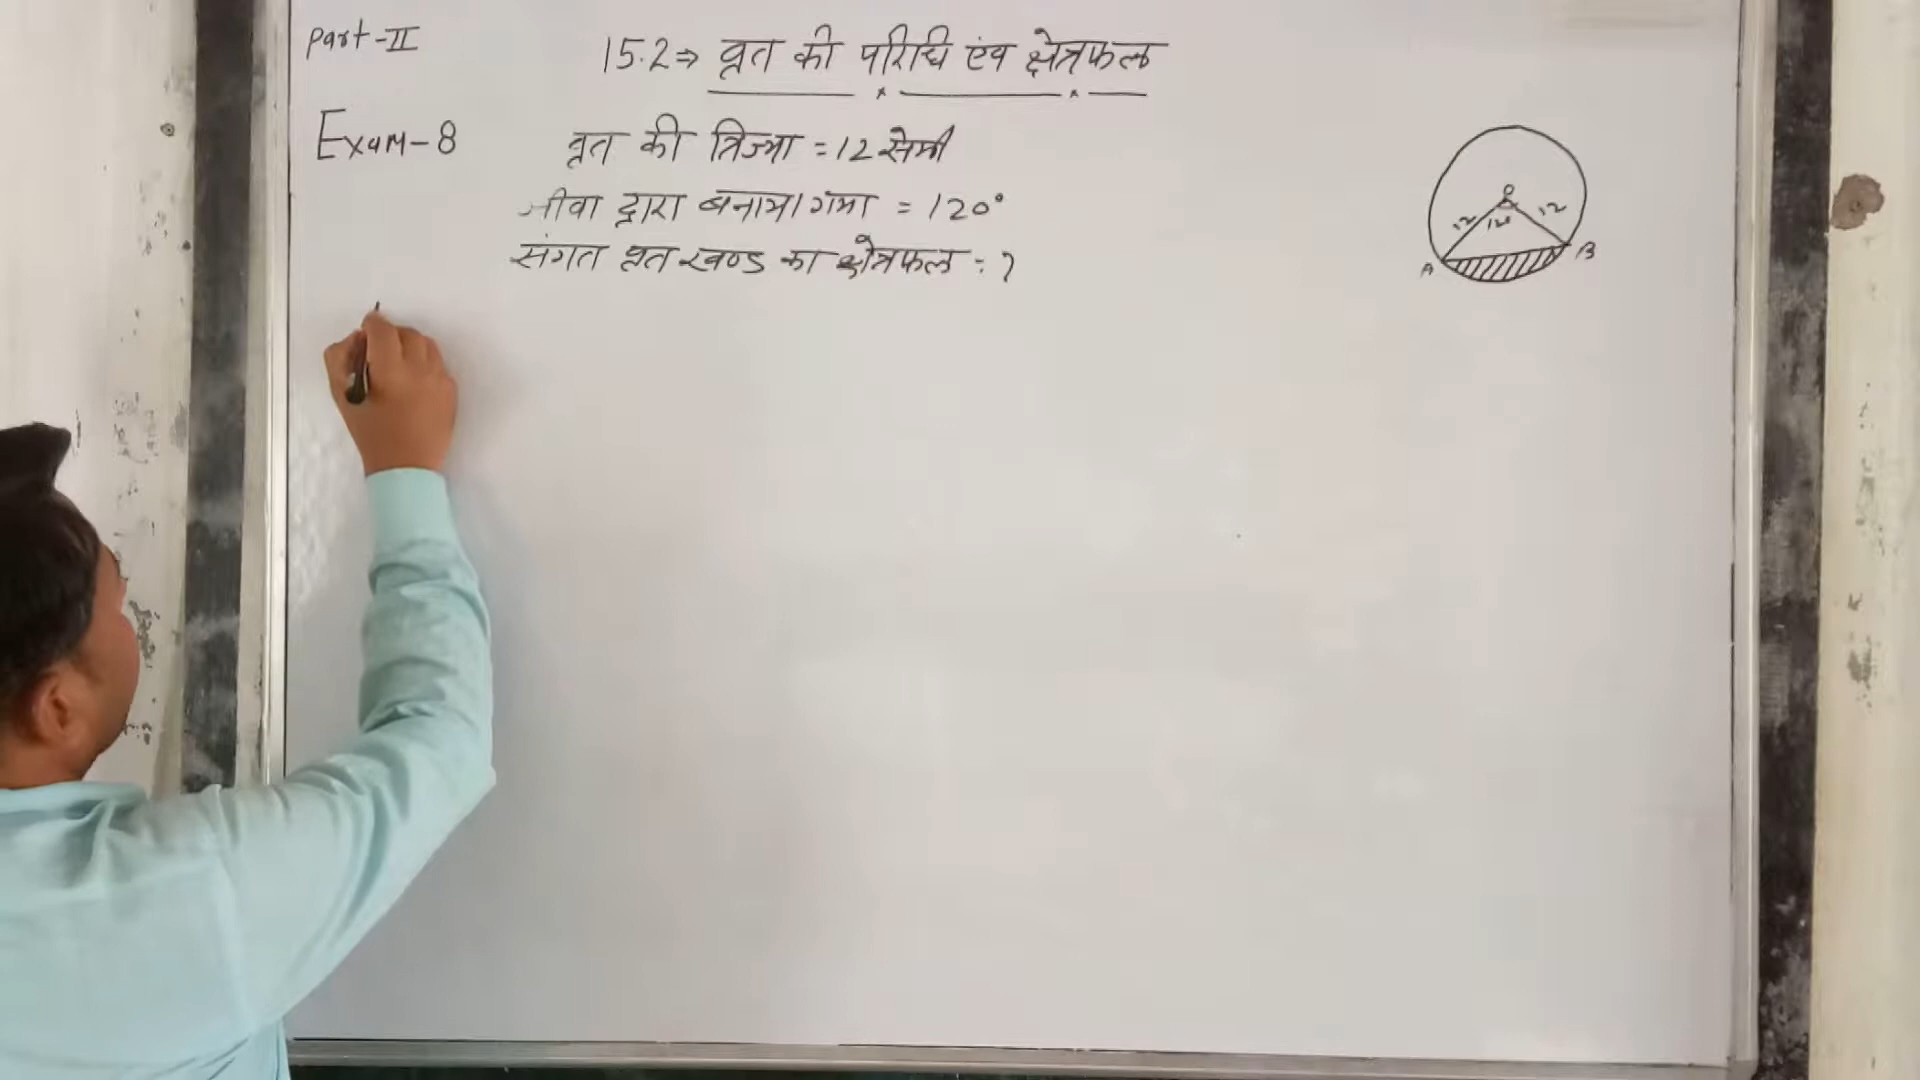 Part-II
15.2⇒ वृत की परिधि एंव क्षेत्रफल
Exam-8
वृत की त्रिज्या = 12 सेमी
जीवा द्वारा बनाया गया = 120°
संगत वृत खण्ड का क्षेत्रफल = ?
O
12 120 12
A B